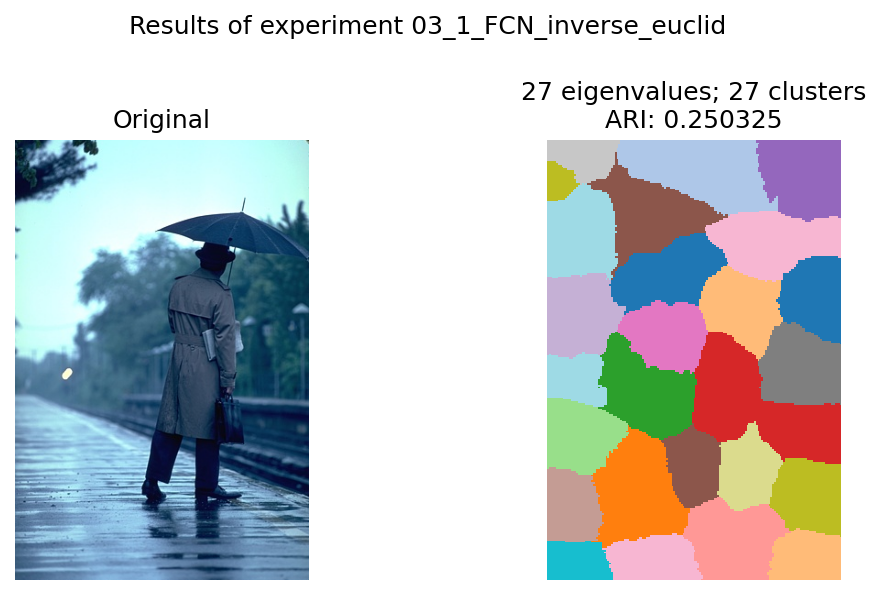 Results of experiment 03_1_FCN_inverse_euclid
Original
27 eigenvalues; 27 clusters
ARI: 0.250325